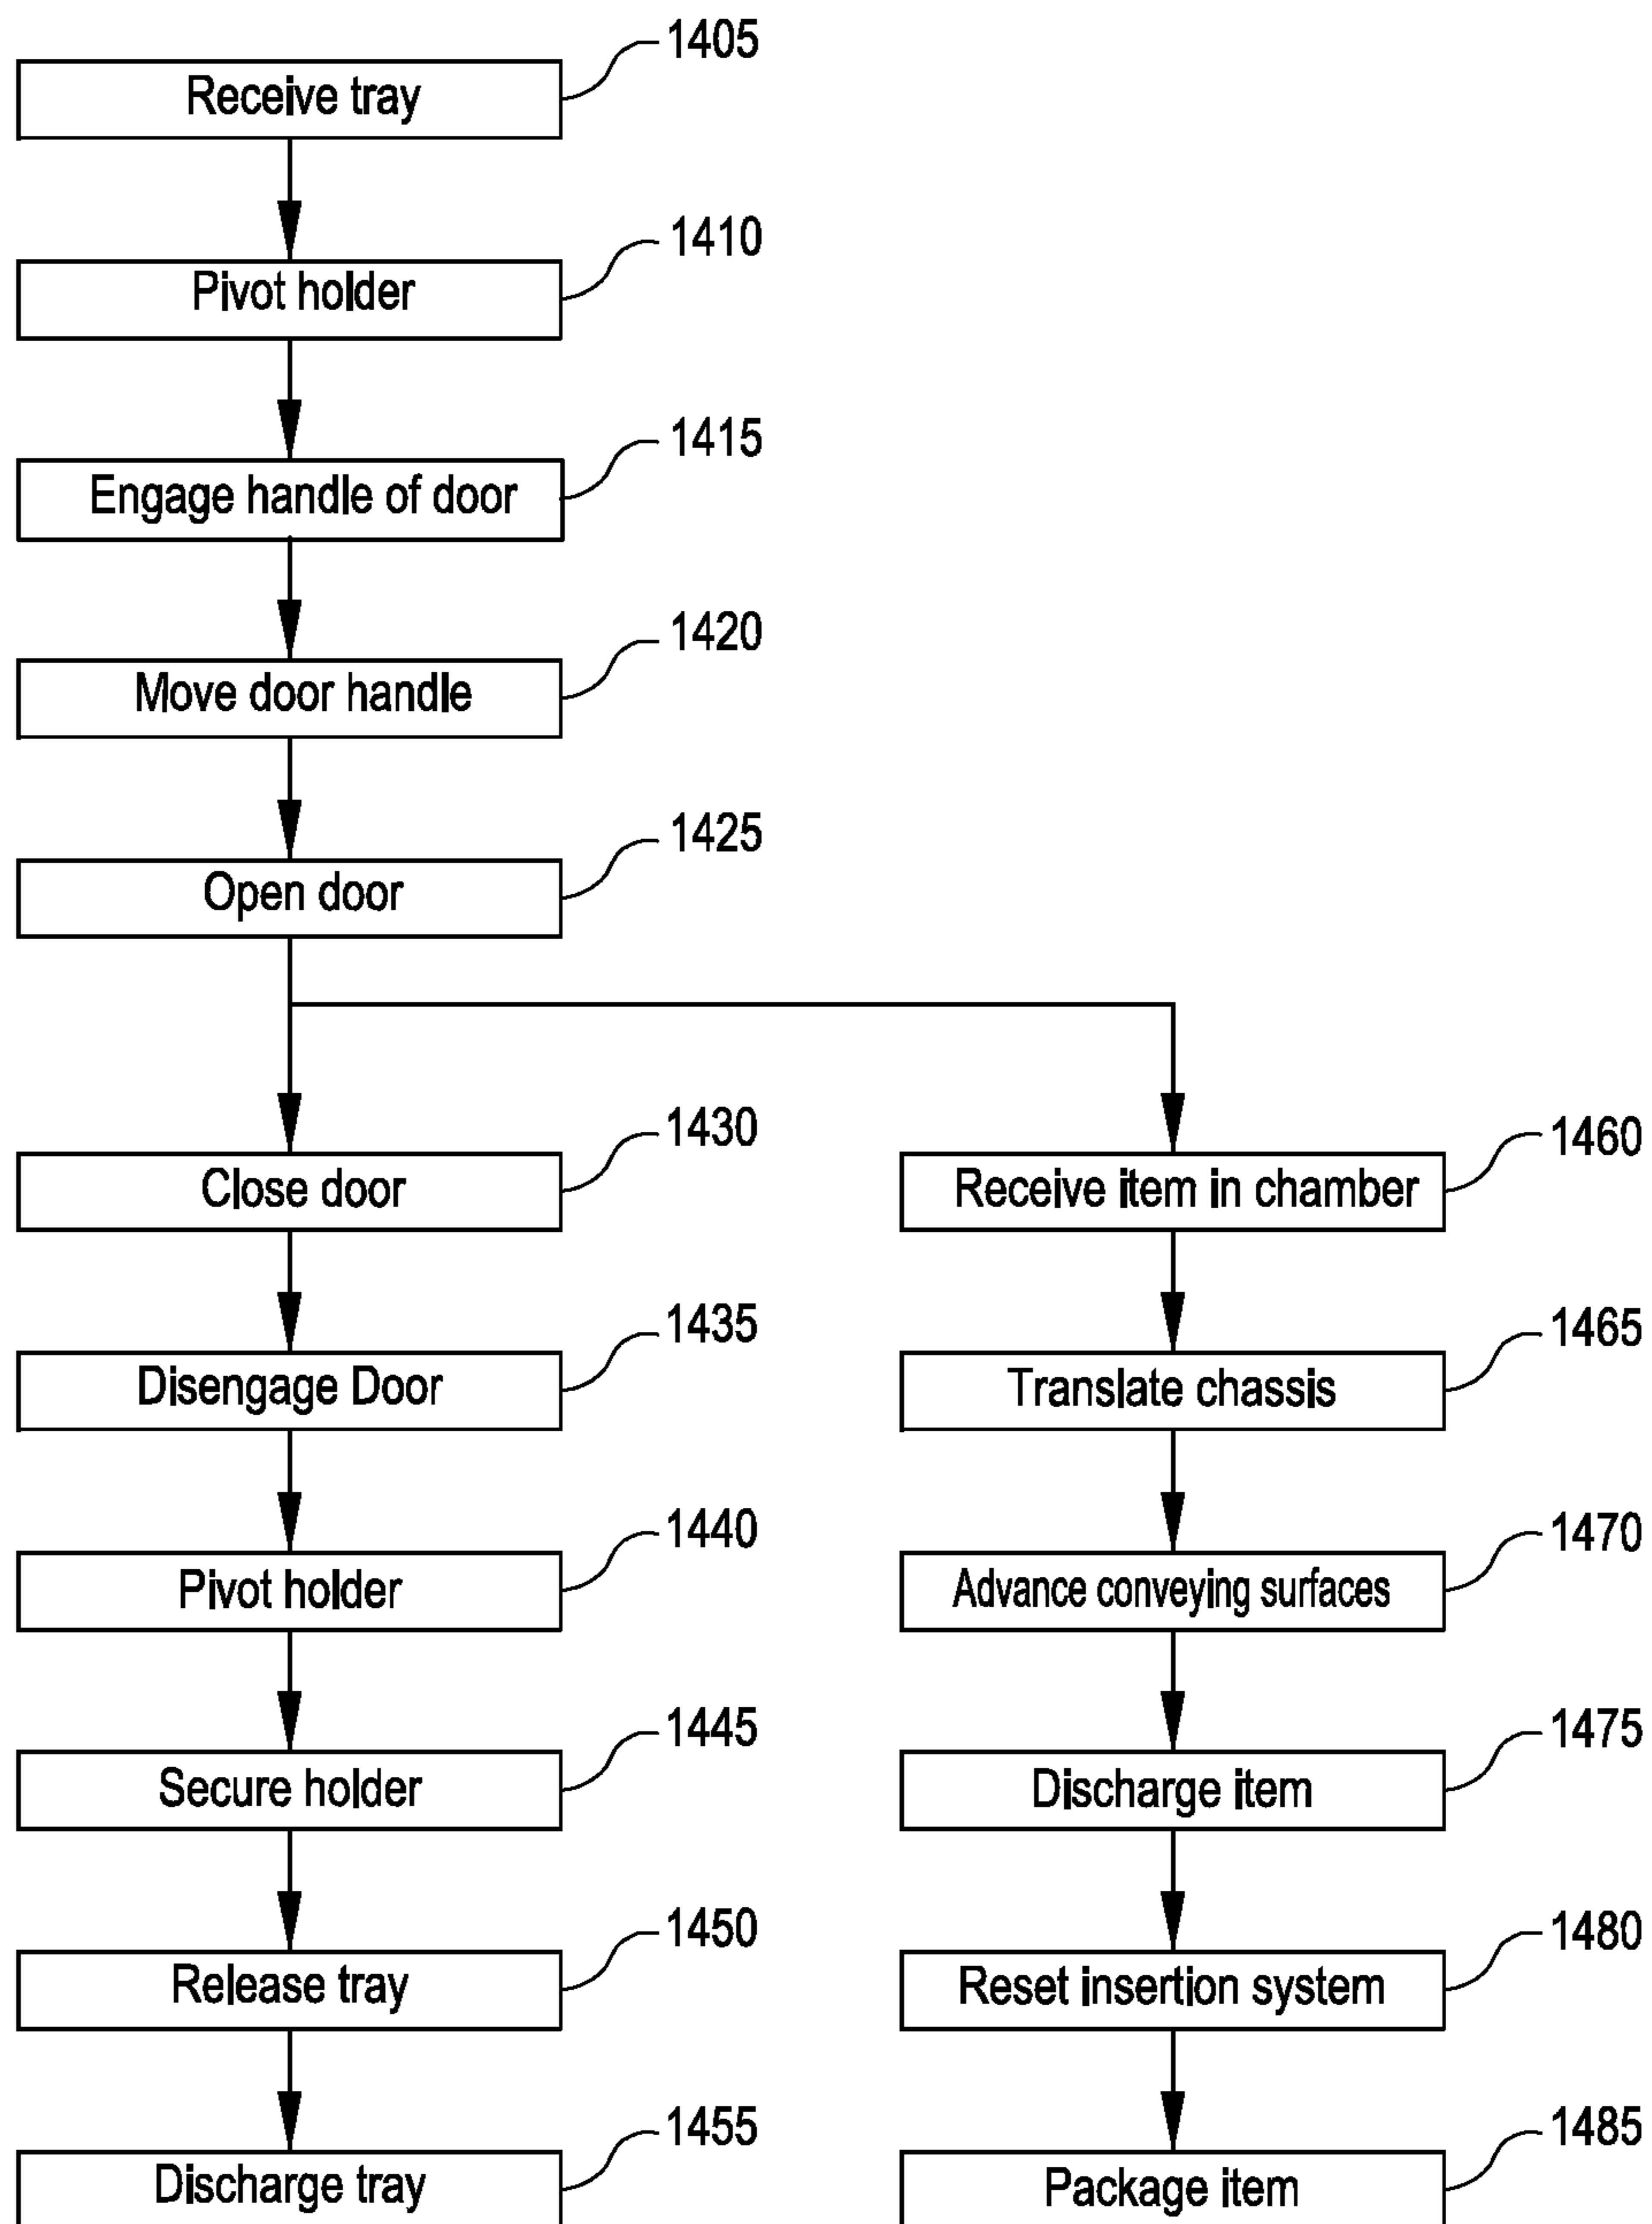 1405
Receive tray
1410
Pivot holder
1415
Engage handle of door
1420
Move door handle
1425
Open door
1430
Close door
1460
Receive item in chamber
1435
Disengage Door
1465
Translate chassis
1440
Pivot holder
1470
Advance conveying surfaces
1445
Secure holder
1475
Discharge item
1450
Release tray
1480
Reset insertion system
1455
Discharge tray
1485
Package item